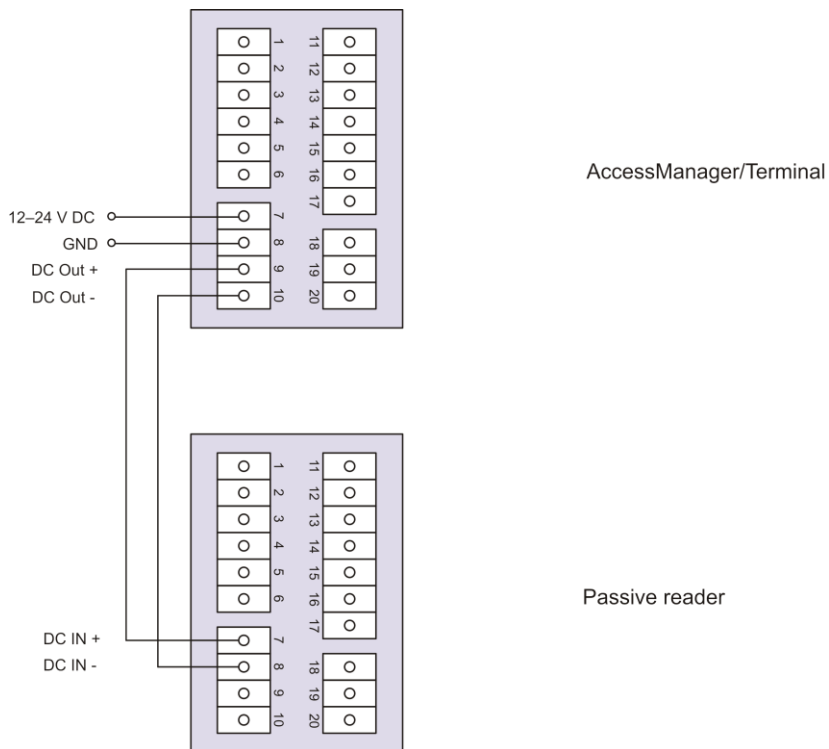 1 11
2 12
3 13
4 14
5 15
6 16
17
AccessManager/Terminal
12–24 V DC 7
GND 8 18
DC Out + 9 19
DC Out - 10 20
1 11
2 12
3 13
4 14
5 15
6 16
17
Passive reader
DC IN + 7
DC IN - 8 18
9 19
10 20